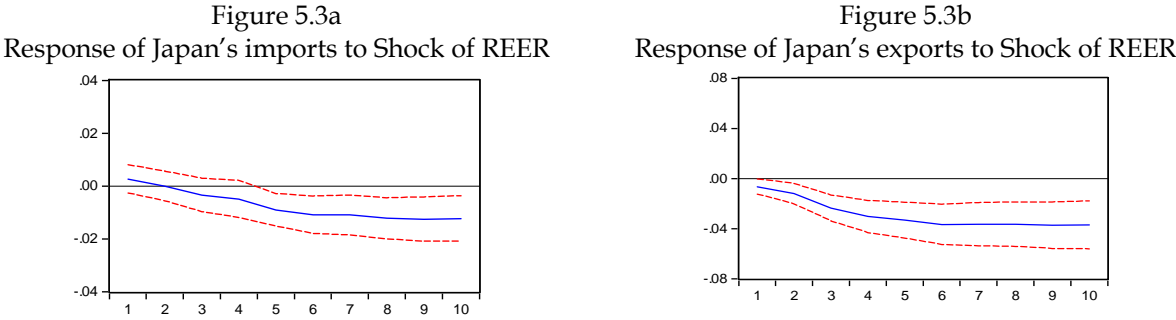 Figure 5.3a
Response of Japan's imports to Shock of REER
.04
.02
.00
-.02
-.04
1 2 3 4 5 6 7 8 9 10
Figure 5.3b
Response of Japan's exports to Shock of REER
.08
.04
.00
-.04
-.08
1 2 3 4 5 6 7 8 9 10